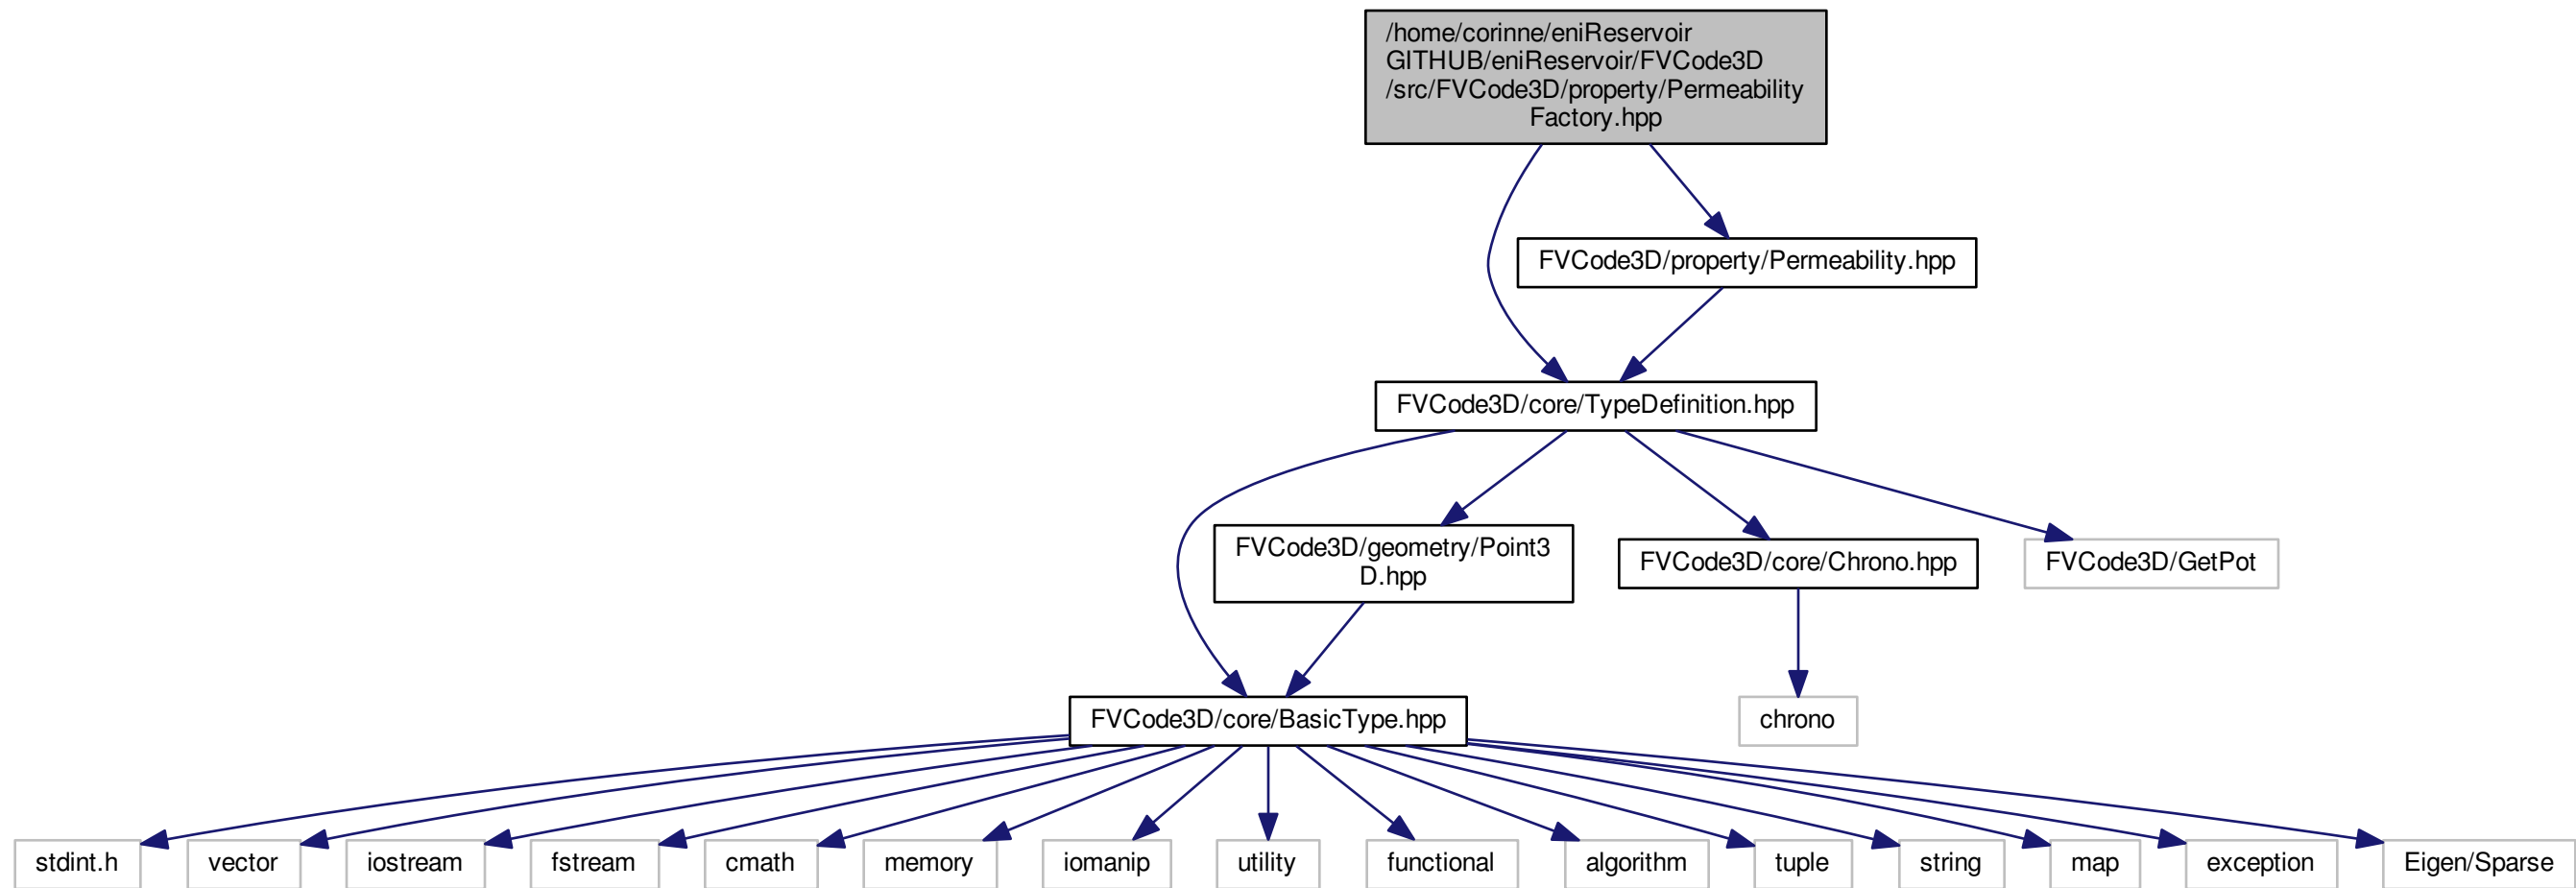 /home/corinne/eniReservoir
GITHUB/eniReservoir/FVCode3D
/src/FVCode3D/property/Permeability
Factory.hpp
FVCode3D/property/Permeability.hpp
FVCode3D/core/TypeDefinition.hpp
FVCode3D/geometry/Point3
D.hpp
FVCode3D/core/Chrono.hpp
FVCode3D/GetPot
FVCode3D/core/BasicType.hpp
chrono
stdint.h
vector
iostream
fstream
cmath
memory
iomanip
utility
functional
algorithm
tuple
string
map
exception
Eigen/Sparse